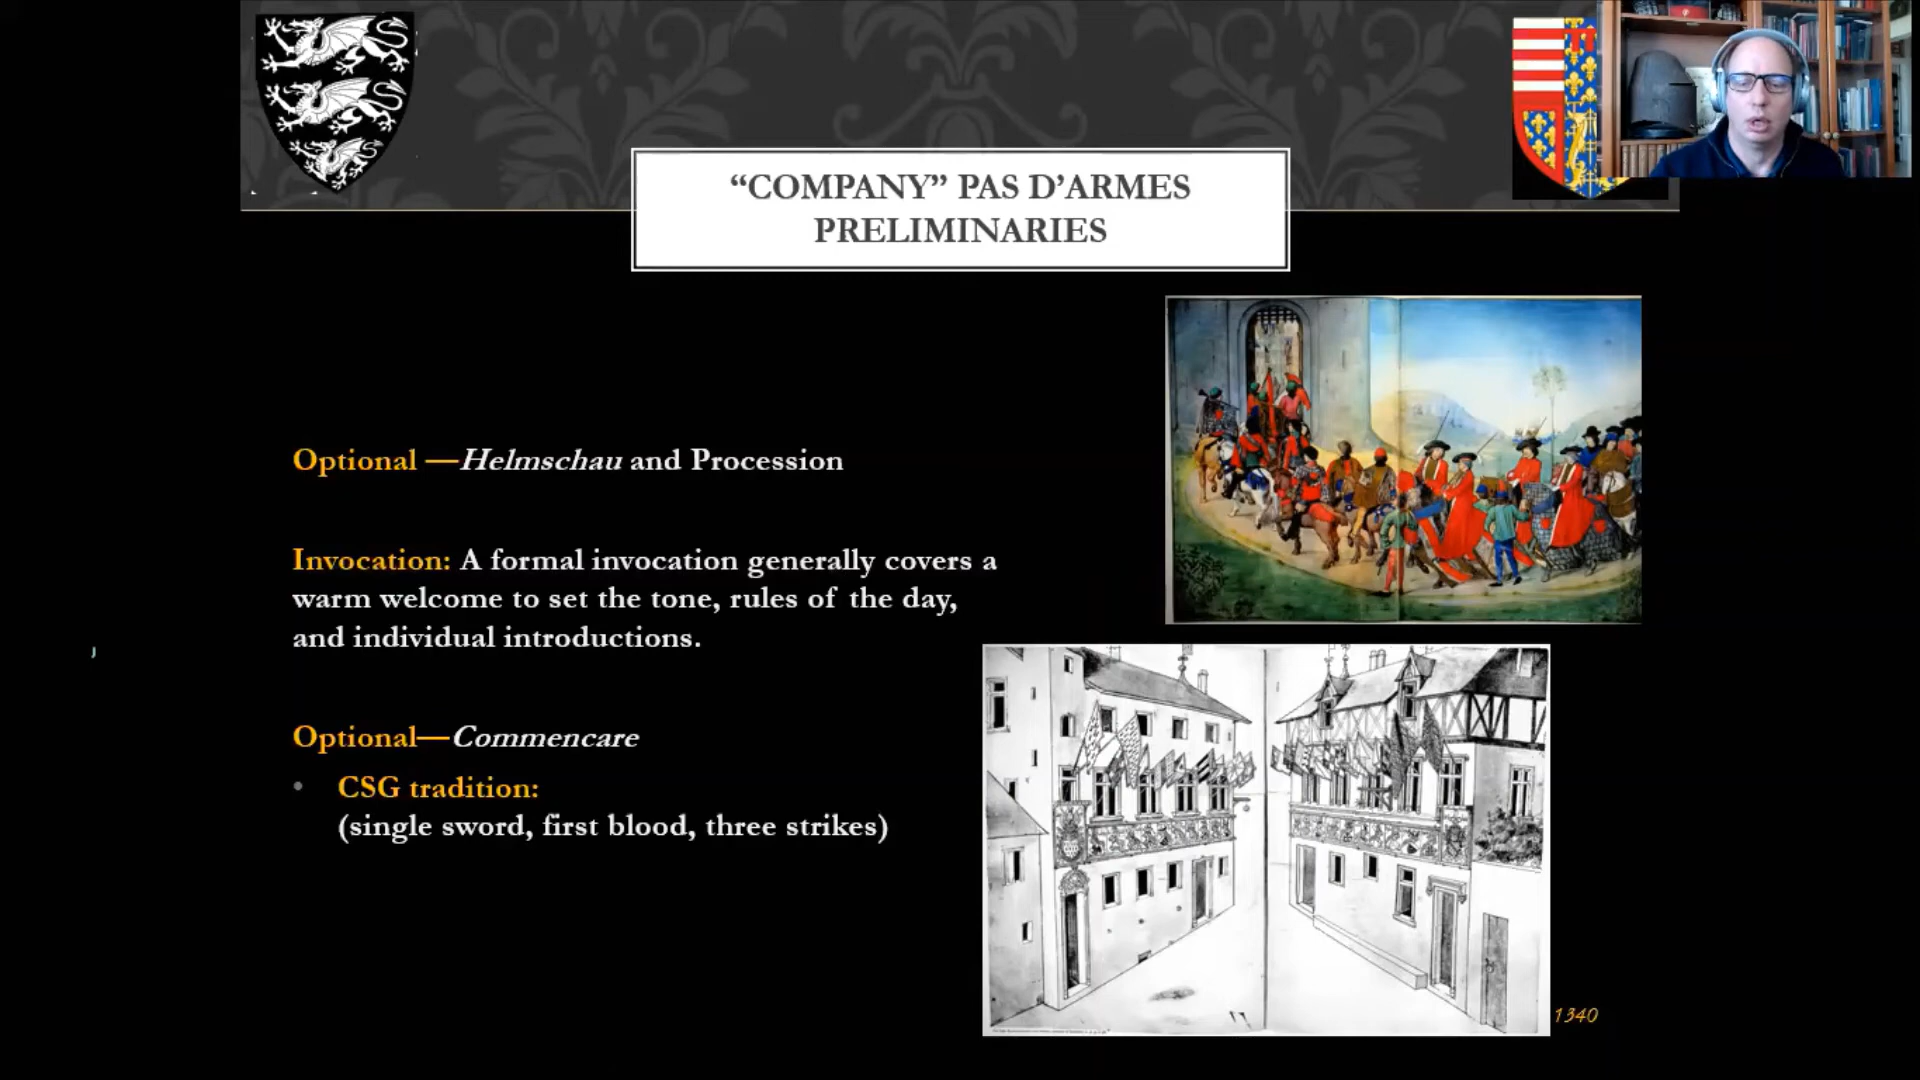 “COMPANY” PAS D’ARMES
PRELIMINARIES
Optional —Helmschau and Procession
Invocation: A formal invocation generally covers a
warm welcome to set the tone, rules of the day,
and individual introductions.
Optional—Commencare
• CSG tradition:
(single sword, first blood, three strikes)
1340